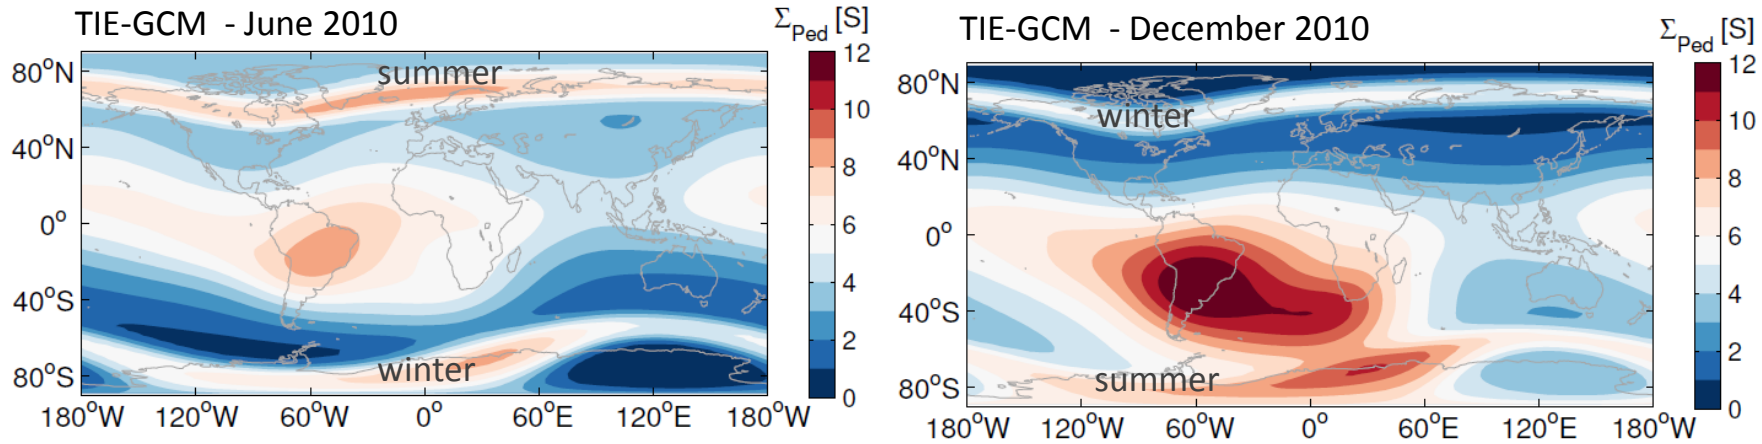 TIE-GCM - June 2010
Σ_Ped [S]
80°N
40°N
0°
40°S
80°S
180°W 120°W 60°W 0° 60°E 120°E 180°W
summer
winter
12
10
8
6
4
2
0
TIE-GCM - December 2010
Σ_Ped [S]
80°N
40°N
0°
40°S
80°S
180°W 120°W 60°W 0° 60°E 120°E 180°W
winter
summer
12
10
8
6
4
2
0